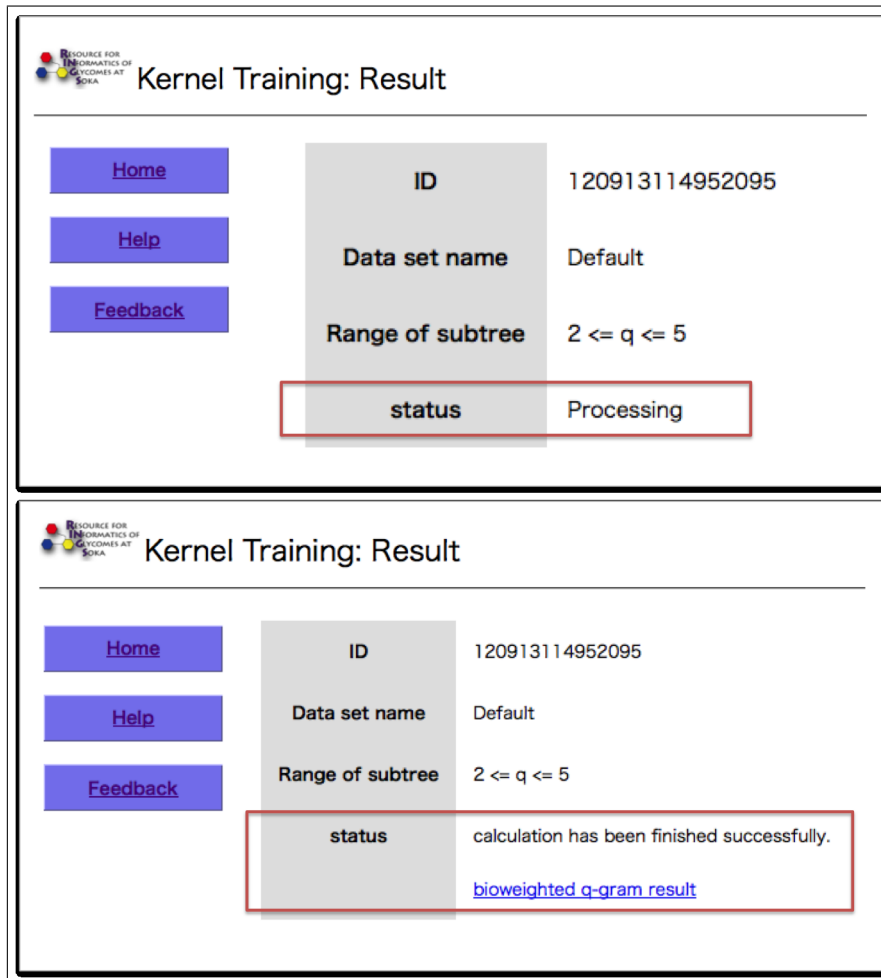 RESOURCE FOR
INFORMATICS OF
GLYCOMES AT
SOKA
Kernel Training: Result
Home
Help
Feedback
ID 120913114952095
Data set name Default
Range of subtree 2 <= q <= 5
status Processing
RESOURCE FOR
INFORMATICS OF
GLYCOMES AT
SOKA
Kernel Training: Result
Home
Help
Feedback
ID 120913114952095
Data set name Default
Range of subtree 2 <= q <= 5
status calculation has been finished successfully.
bioweighted q-gram result